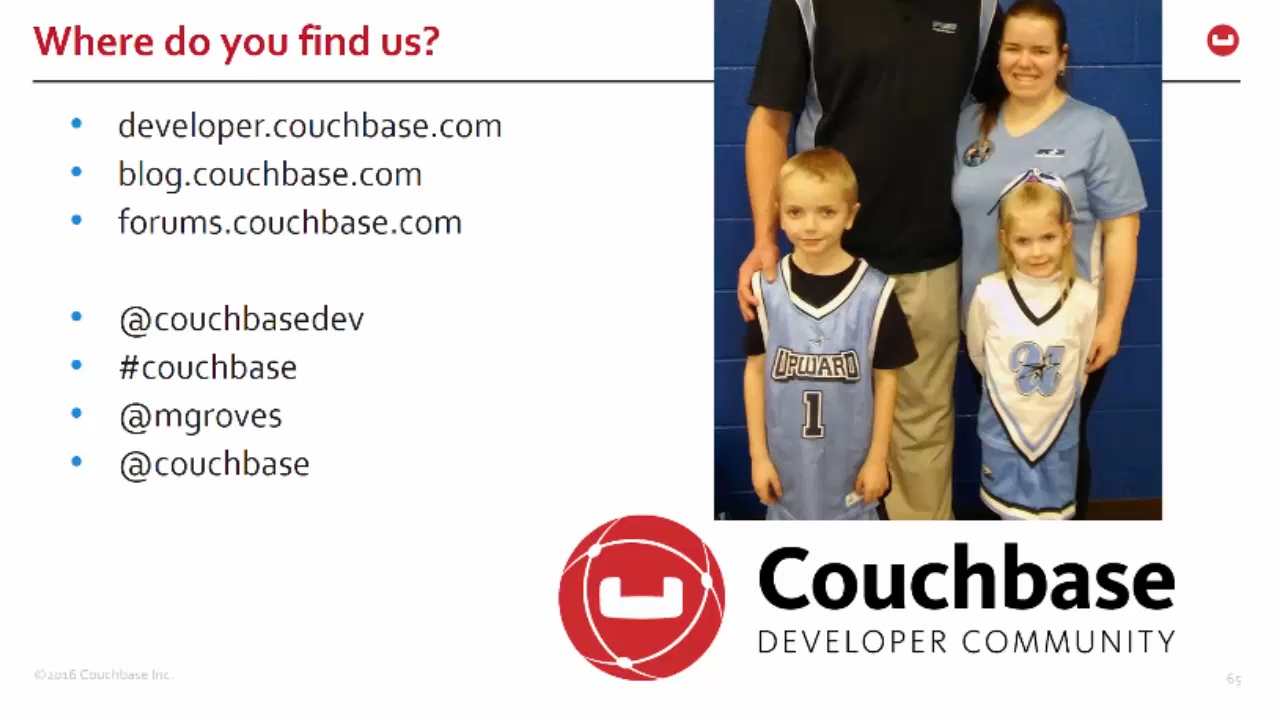 Where do you find us?
developer.couchbase.com
blog.couchbase.com
forums.couchbase.com
@couchbasedev
#couchbase
@mgroves
@couchbase
UPWARD
1
Couchbase
DEVELOPER COMMUNITY
©2016 Couchbase Inc.
65